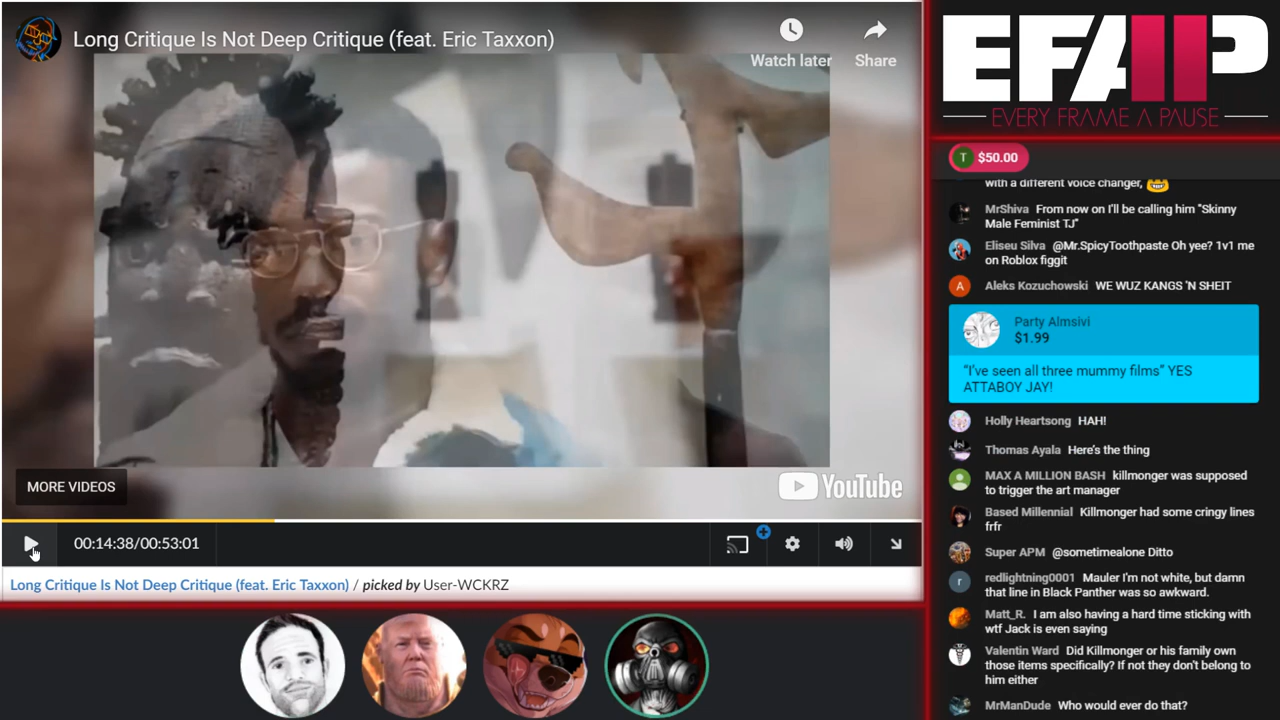 Long Critique Is Not Deep Critique (feat. Eric Taxxon)
Watch later
Share
MORE VIDEOS
YouTube
00:14:38/00:53:01
Long Critique Is Not Deep Critique (feat. Eric Taxxon) / picked by User-WCKRZ
EFAP
EVERY FRAME A PAUSE
T $50.00
with a different voice changer,
MrShiva From now on I'll be calling him "Skinny
Male Feminist TJ"
Eliseu Silva @Mr.SpicyToothpaste Oh yee? 1v1 me
on Roblox figgit
A Aleks Kozuchowski WE WUZ KANGS 'N SHEIT
Party Almsivi
$1.99
“I've seen all three mummy films” YES
ATTABOY JAY!
Holly Heartsong HAH!
Thomas Ayala Here's the thing
MAX A MILLION BASH killmonger was supposed
to trigger the art manager
Based Millennial Killmonger had some cringy lines
frfr
Super APM @sometimealone Ditto
r redlightning0001 Mauler I'm not white, but damn
that line in Black Panther was so awkward.
Matt_R. I am also having a hard time sticking with
wtf Jack is even saying
Valentin Ward Did Killmonger or his family own
those items specifically? If not they don't belong to
him either
MrManDude Who would ever do that?